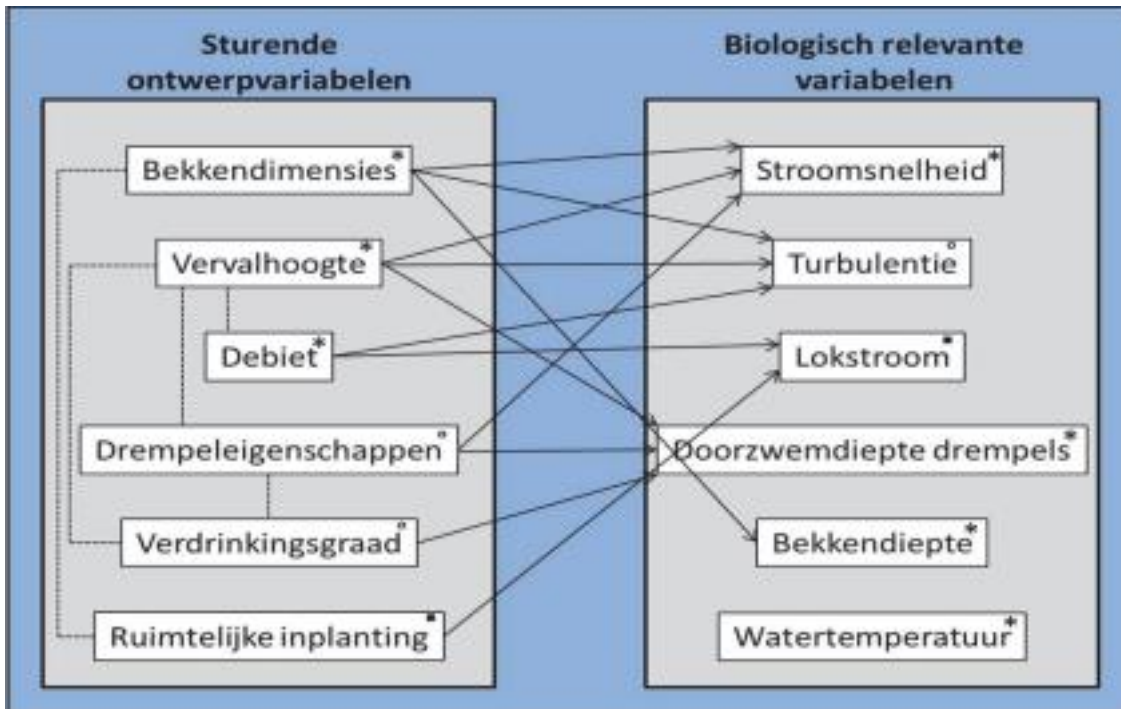 Sturende
ontwerpvariabelen
Bekkendimensies*
Vervalhoogte*
Debiet*
Drempeleigenschappen°
Verdrinkingsgraad°
Ruimtelijke inplanting▪
Biologisch relevante
variabelen
Stroomsnelheid*
Turbulentie°
Lokstroom▪
Doorzwemdiepte drempels*
Bekkendiepte*
Watertemperatuur*